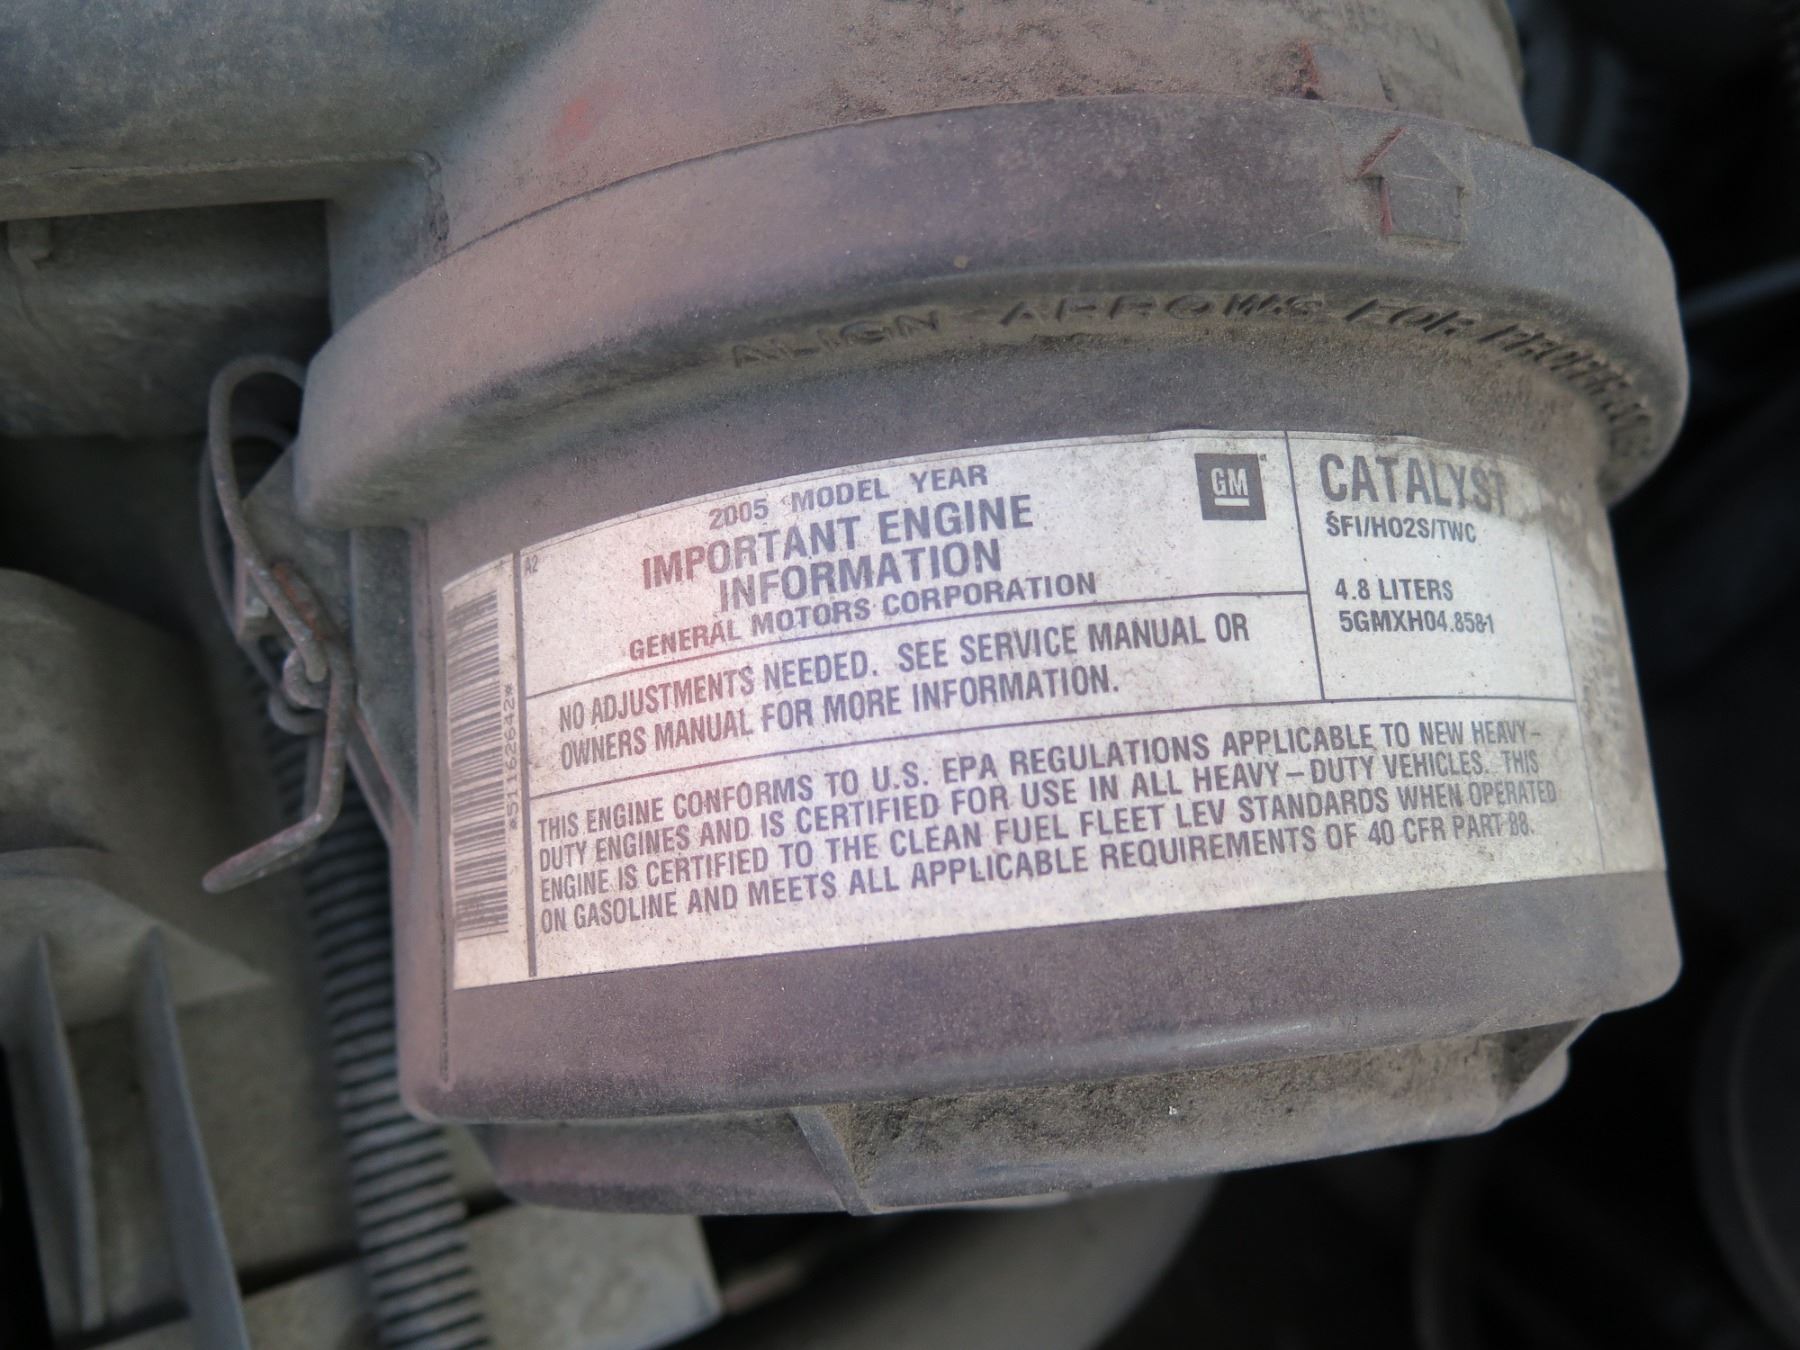 ALIGN ARROWS FOR PROPER
2005 MODEL YEAR
IMPORTANT ENGINE
INFORMATION
GENERAL MOTORS CORPORATION
GM
A2
NO ADJUSTMENTS NEEDED. SEE SERVICE MANUAL OR
OWNERS MANUAL FOR MORE INFORMATION.
CATALYST
SFI/HO2S/TWC
4.8 LITERS
5GMXH04.8581
THIS ENGINE CONFORMS TO U.S. EPA REGULATIONS APPLICABLE TO NEW HEAVY-
DUTY ENGINES AND IS CERTIFIED FOR USE IN ALL HEAVY-DUTY VEHICLES. THIS
ENGINE IS CERTIFIED TO THE CLEAN FUEL FLEET LEV STANDARDS WHEN OPERATED
ON GASOLINE AND MEETS ALL APPLICABLE REQUIREMENTS OF 40 CFR PART 88.
*51162642*